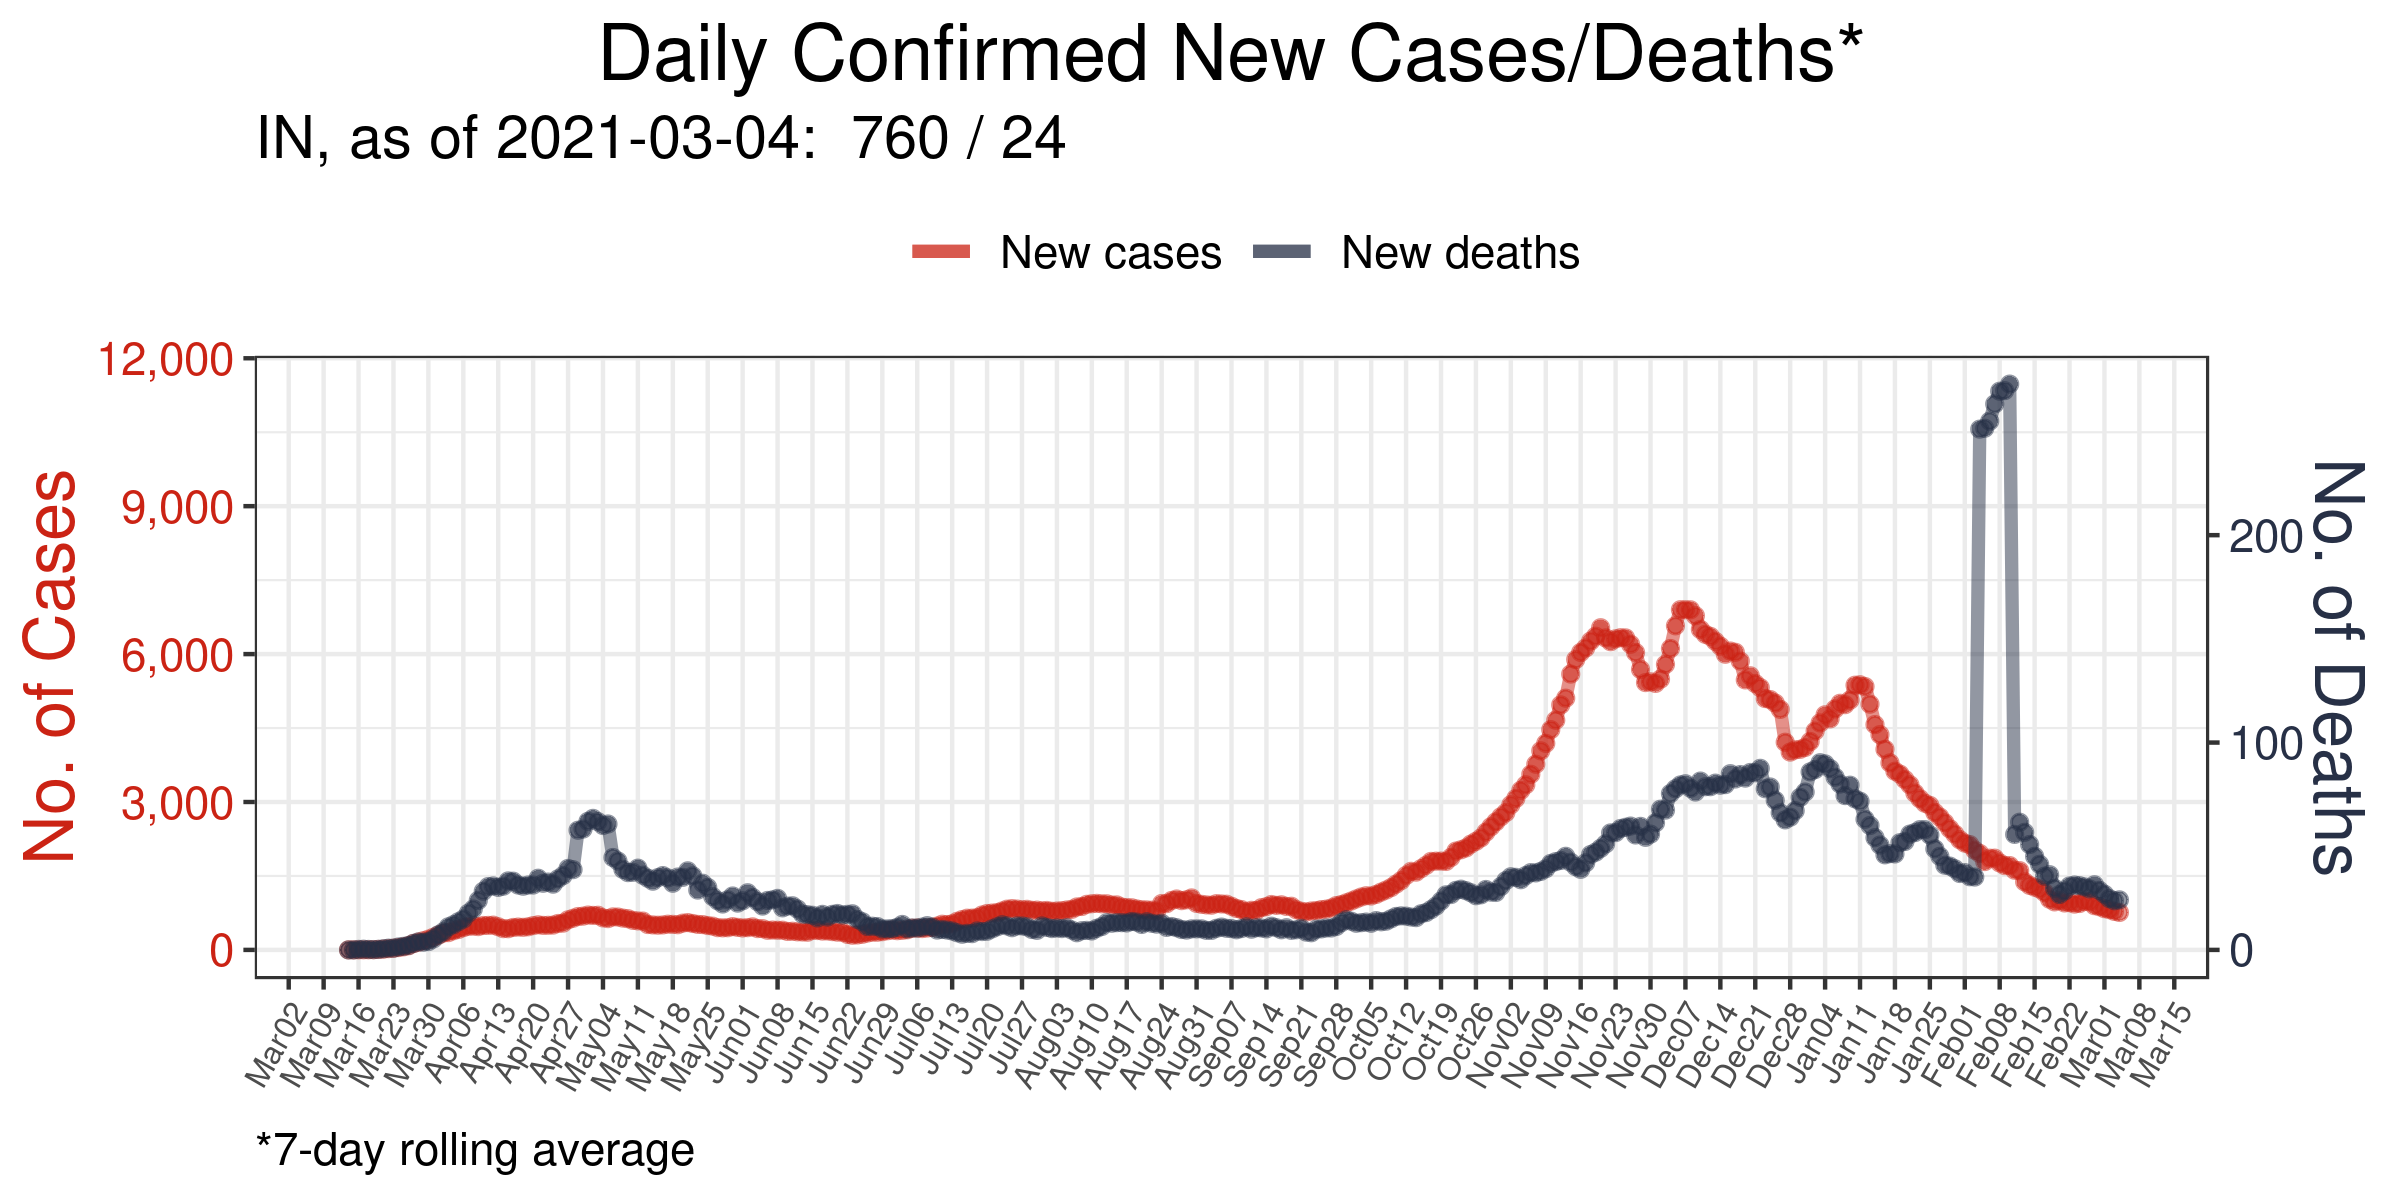 Daily Confirmed New Cases/Deaths*
IN, as of 2021-03-04:  760 / 24
New cases
New deaths
No. of Cases
12,000
9,000
6,000
3,000
0
No. of Deaths
200
100
0
Mar02
Mar09
Mar16
Mar23
Mar30
Apr06
Apr13
Apr20
Apr27
May04
May11
May18
May25
Jun01
Jun08
Jun15
Jun22
Jun29
Jul06
Jul13
Jul20
Jul27
Aug03
Aug10
Aug17
Aug24
Aug31
Sep07
Sep14
Sep21
Sep28
Oct05
Oct12
Oct19
Oct26
Nov02
Nov09
Nov16
Nov23
Nov30
Dec07
Dec14
Dec21
Dec28
Jan04
Jan11
Jan18
Jan25
Feb01
Feb08
Feb15
Feb22
Mar01
Mar08
Mar15
*7-day rolling average